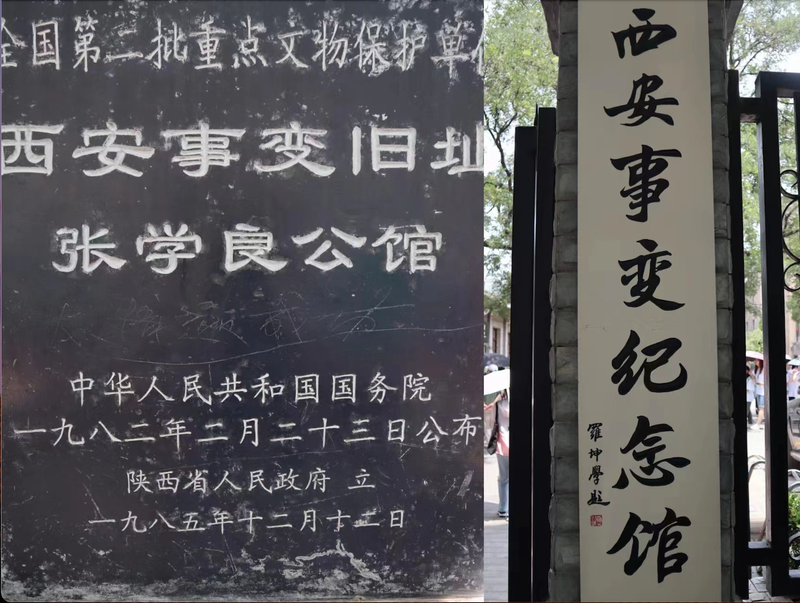 全国第二批重点文物保护单位
西安事变旧址
张学良公馆
中华人民共和国国务院
一九八二年二月二十三日公布
陕西省人民政府 立
一九八五年十二月十二日
西安事变纪念馆
羅坤學题